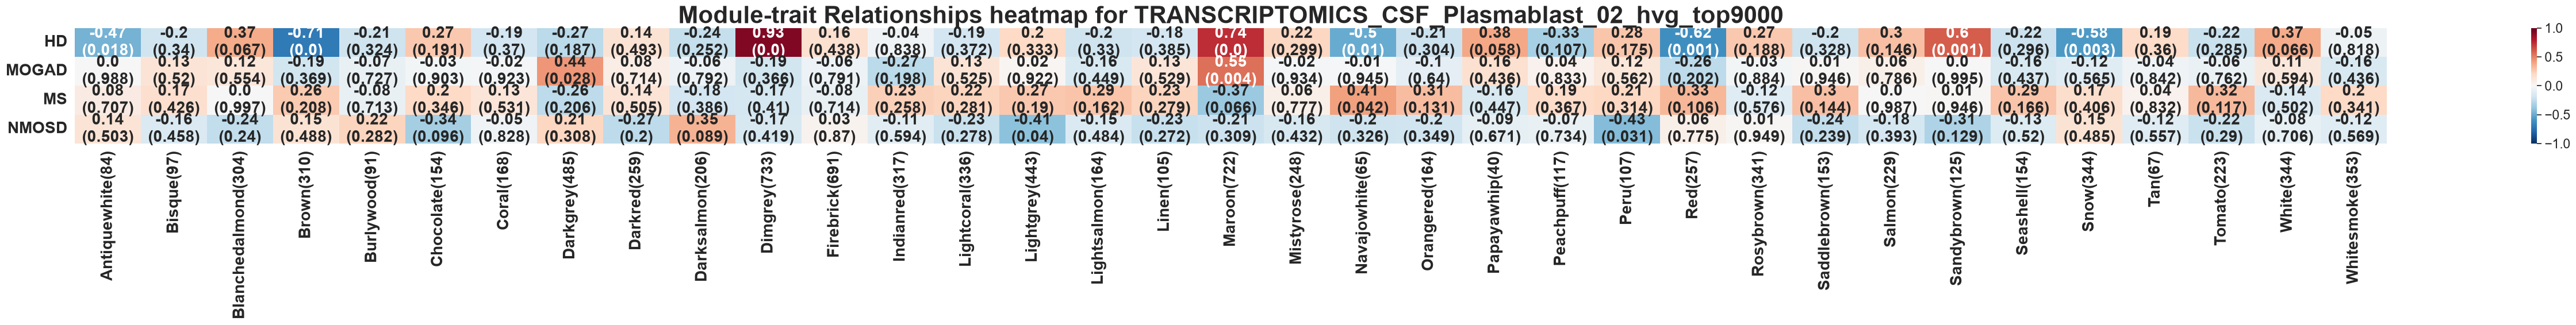 Module-trait Relationships heatmap for TRANSCRIPTOMICS_CSF_Plasmablast_02_hvg_top9000
HD
-0.47 -0.2 0.37 -0.71 -0.21 0.27 -0.19 -0.27 0.14 -0.24 0.93 0.16 -0.04 -0.19 0.2 -0.2 -0.18 0.74 0.22 -0.5 -0.21 0.38 -0.33 0.28 -0.62 0.27 -0.2 0.3 0.6 -0.22 -0.58 0.19 -0.22 0.37 -0.05
(0.018) (0.34) (0.067) (0.0) (0.324) (0.191) (0.37) (0.187) (0.493) (0.252) (0.0) (0.438) (0.838) (0.372) (0.333) (0.33) (0.385) (0.0) (0.299) (0.01) (0.304) (0.058) (0.107) (0.175) (0.001) (0.188) (0.328) (0.146) (0.001) (0.296) (0.003) (0.36) (0.285) (0.066) (0.818)
MOGAD
0.0 0.13 0.12 -0.19 -0.07 -0.03 -0.02 0.44 0.08 -0.06 -0.19 -0.06 -0.27 0.13 0.02 -0.16 0.13 0.55 -0.02 -0.01 -0.1 0.16 0.04 0.12 -0.26 -0.03 0.01 0.06 0.0 -0.16 -0.12 -0.04 -0.06 0.11 -0.16
(0.988) (0.52) (0.554) (0.369) (0.727) (0.903) (0.923) (0.028) (0.714) (0.792) (0.366) (0.791) (0.198) (0.525) (0.922) (0.449) (0.529) (0.004) (0.934) (0.945) (0.64) (0.436) (0.833) (0.562) (0.202) (0.884) (0.946) (0.786) (0.995) (0.437) (0.565) (0.842) (0.762) (0.594) (0.436)
MS
0.08 0.17 0.0 0.26 -0.08 0.2 0.13 -0.26 0.14 -0.18 -0.17 -0.08 0.23 0.22 0.27 0.29 0.23 -0.37 0.06 0.41 0.31 -0.16 0.19 0.21 0.33 -0.12 0.3 0.0 0.01 0.29 0.17 0.04 0.32 -0.14 0.2
(0.707) (0.426) (0.997) (0.208) (0.713) (0.346) (0.531) (0.206) (0.505) (0.386) (0.41) (0.714) (0.258) (0.281) (0.19) (0.162) (0.279) (0.066) (0.777) (0.042) (0.131) (0.447) (0.367) (0.314) (0.106) (0.576) (0.144) (0.987) (0.946) (0.166) (0.406) (0.832) (0.117) (0.502) (0.341)
NMOSD
0.14 -0.16 -0.24 0.15 0.22 -0.34 -0.05 0.21 -0.27 0.35 -0.17 0.03 -0.11 -0.23 -0.41 -0.15 -0.23 -0.21 -0.16 -0.2 -0.2 -0.09 -0.07 -0.43 0.06 0.01 -0.24 -0.18 -0.31 -0.13 0.15 -0.12 -0.22 -0.08 -0.12
(0.503) (0.458) (0.24) (0.488) (0.282) (0.096) (0.828) (0.308) (0.2) (0.089) (0.419) (0.87) (0.594) (0.278) (0.04) (0.484) (0.272) (0.309) (0.432) (0.326) (0.349) (0.671) (0.734) (0.031) (0.775) (0.949) (0.239) (0.393) (0.129) (0.52) (0.485) (0.567) (0.29) (0.706) (0.569)
Antiquewhite(84)
Bisque(97)
Blanchedalmond(304)
Brown(310)
Burlywood(91)
Chocolate(154)
Coral(168)
Darkgrey(485)
Darkred(259)
Darksalmon(206)
Dimgrey(733)
Firebrick(691)
Indianred(317)
Lightcoral(336)
Lightgrey(443)
Lightsalmon(164)
Linen(105)
Maroon(722)
Mistyrose(248)
Navajowhite(65)
Orangered(164)
Papayawhip(40)
Peachpuff(117)
Peru(107)
Red(257)
Rosybrown(341)
Saddlebrown(153)
Salmon(229)
Sandybrown(125)
Seashell(154)
Snow(344)
Tan(67)
Tomato(223)
White(344)
Whitesmoke(353)
1.0
0.5
0.0
−0.5
−1.0